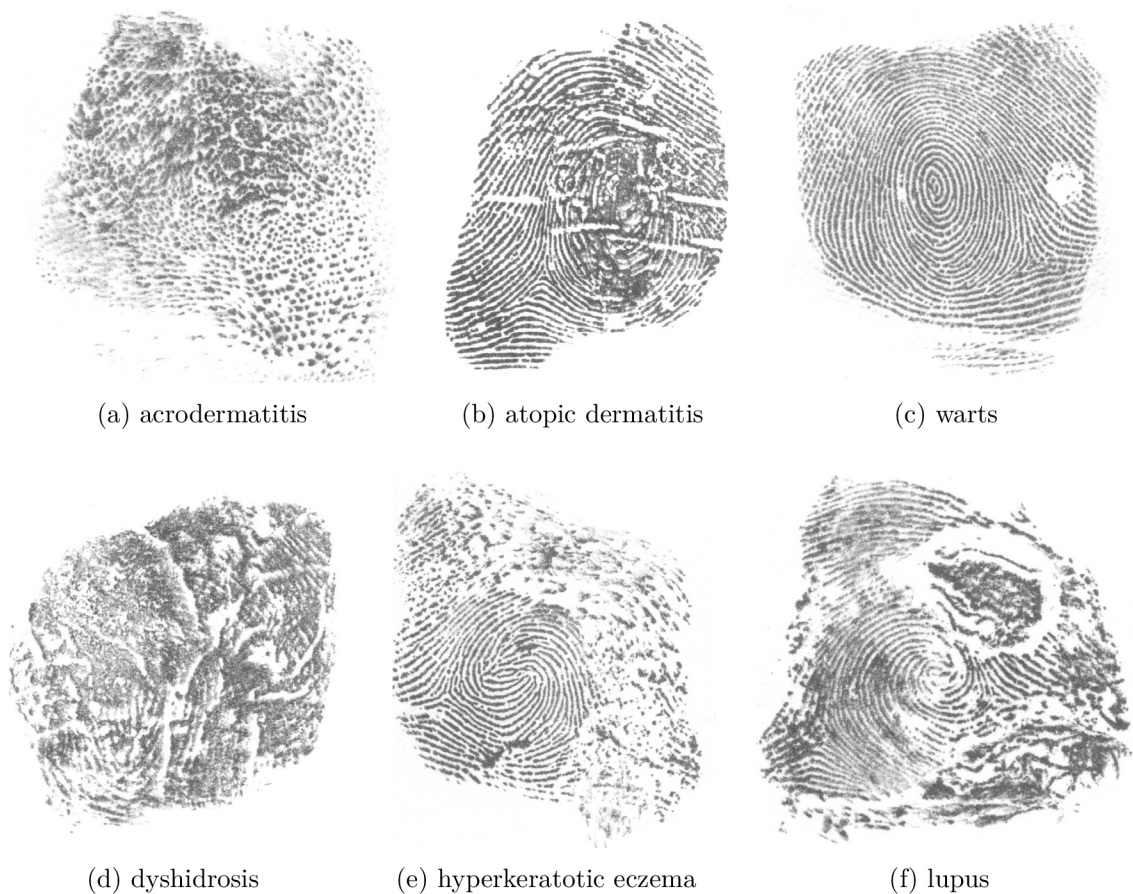 (a) acrodermatitis
(b) atopic dermatitis
(c) warts
(d) dyshidrosis
(e) hyperkeratotic eczema
(f) lupus